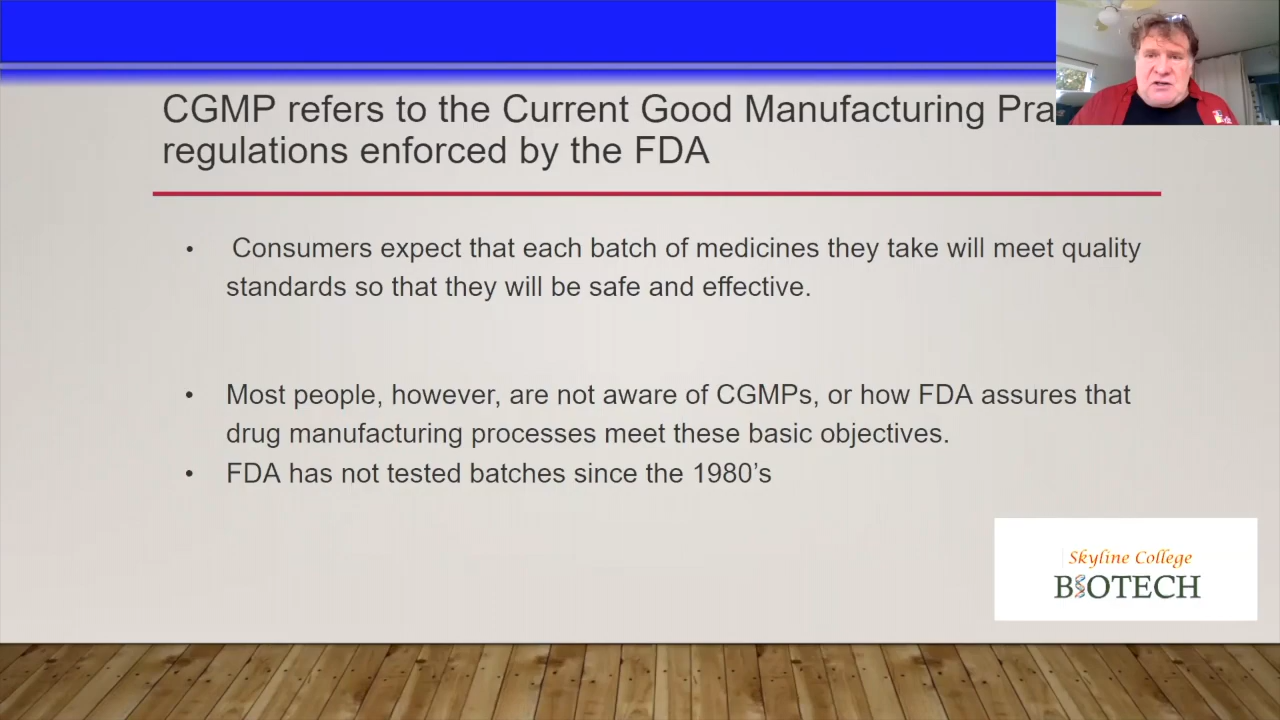 CGMP refers to the Current Good Manufacturing Pra
regulations enforced by the FDA
• Consumers expect that each batch of medicines they take will meet quality
standards so that they will be safe and effective.
• Most people, however, are not aware of CGMPs, or how FDA assures that
drug manufacturing processes meet these basic objectives.
• FDA has not tested batches since the 1980’s
Skyline College
BIOTECH